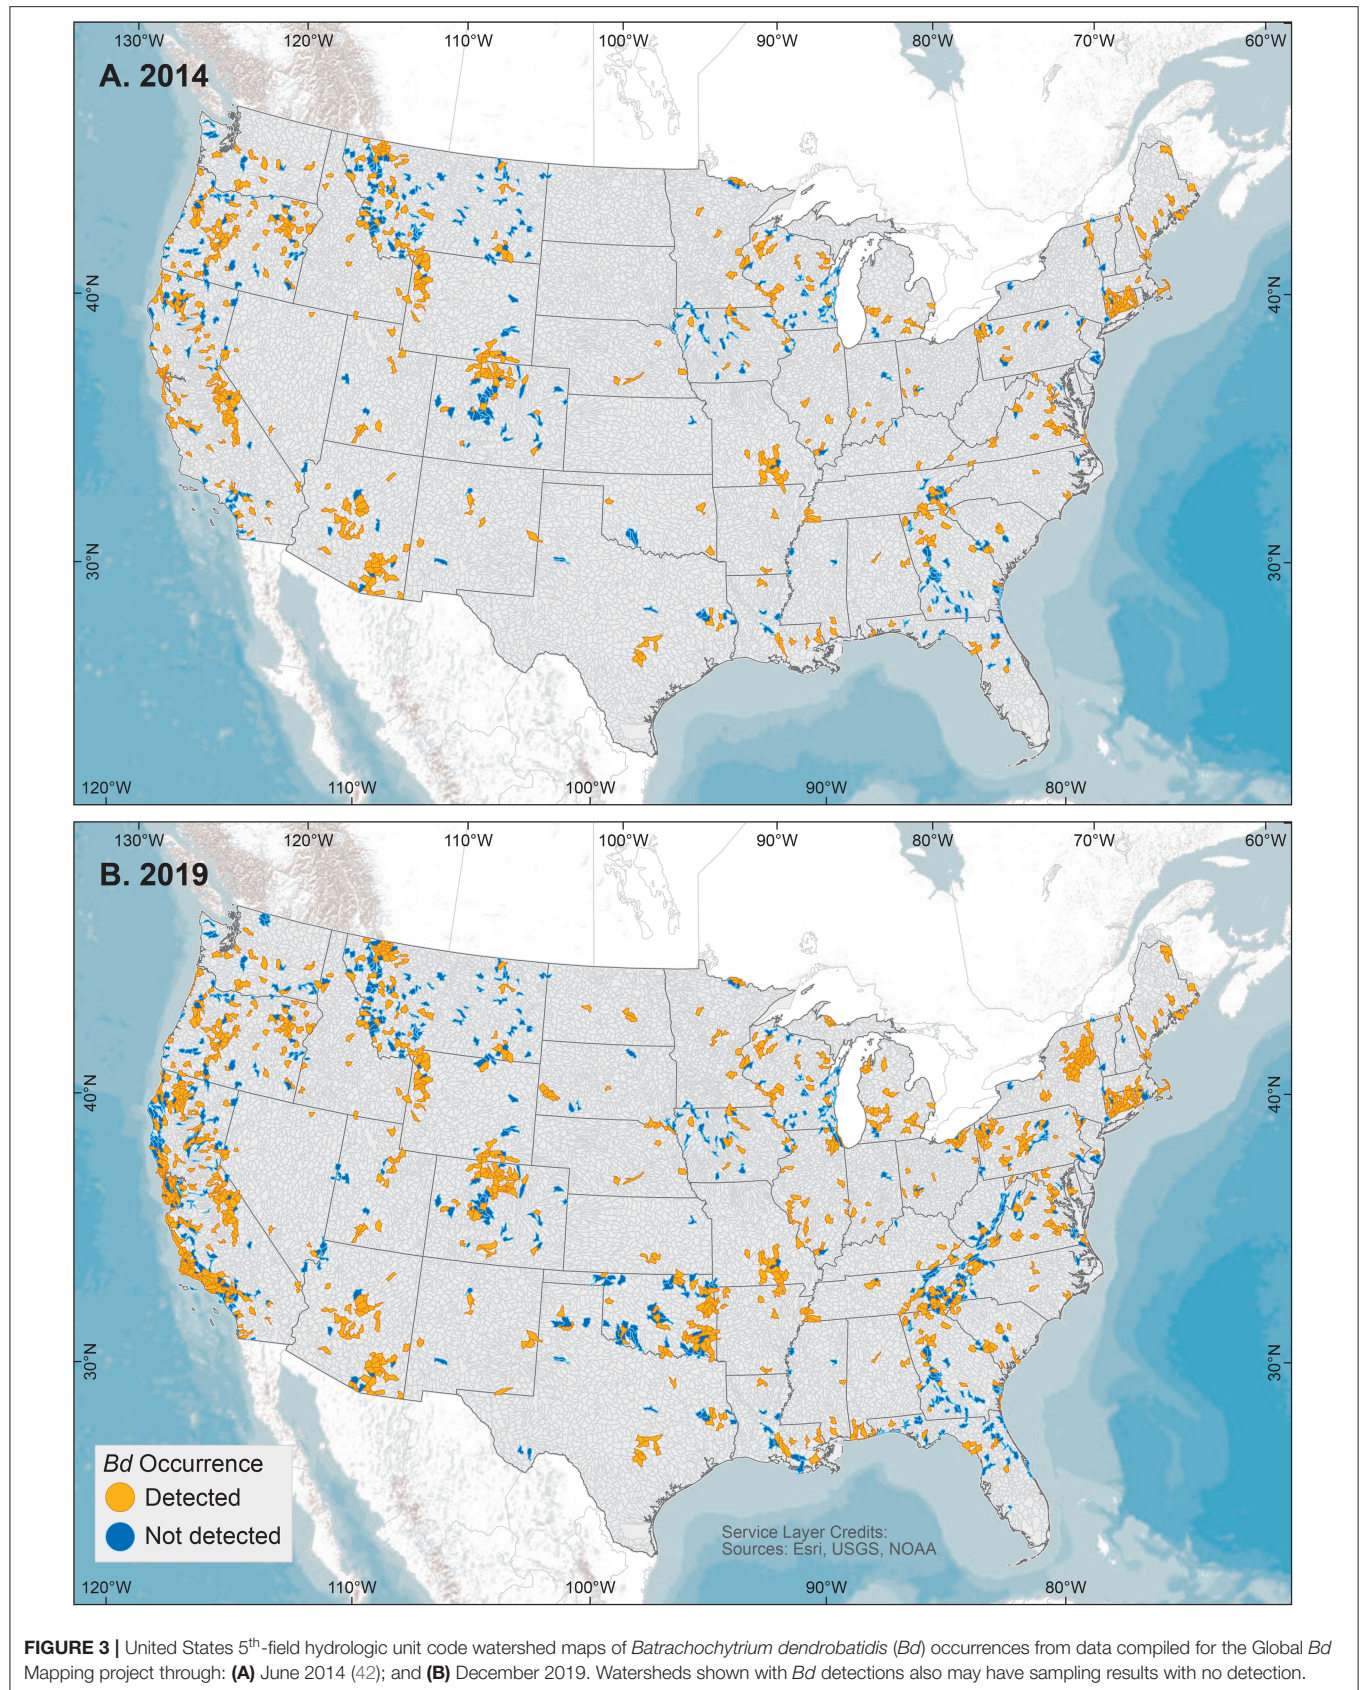 130°W 120°W 110°W 100°W 90°W 80°W 70°W 60°W
A. 2014
40°N 40°N
30°N 30°N
120°W 110°W 100°W 90°W 80°W
130°W 120°W 110°W 100°W 90°W 80°W 70°W 60°W
B. 2019
40°N 40°N
30°N 30°N
Bd Occurrence
Detected
Not detected
Service Layer Credits:
Sources: Esri, USGS, NOAA
120°W 110°W 100°W 90°W 80°W
FIGURE 3 | United States 5th-field hydrologic unit code watershed maps of Batrachochytrium dendrobatidis (Bd) occurrences from data compiled for the Global Bd
Mapping project through: (A) June 2014 (42); and (B) December 2019. Watersheds shown with Bd detections also may have sampling results with no detection.